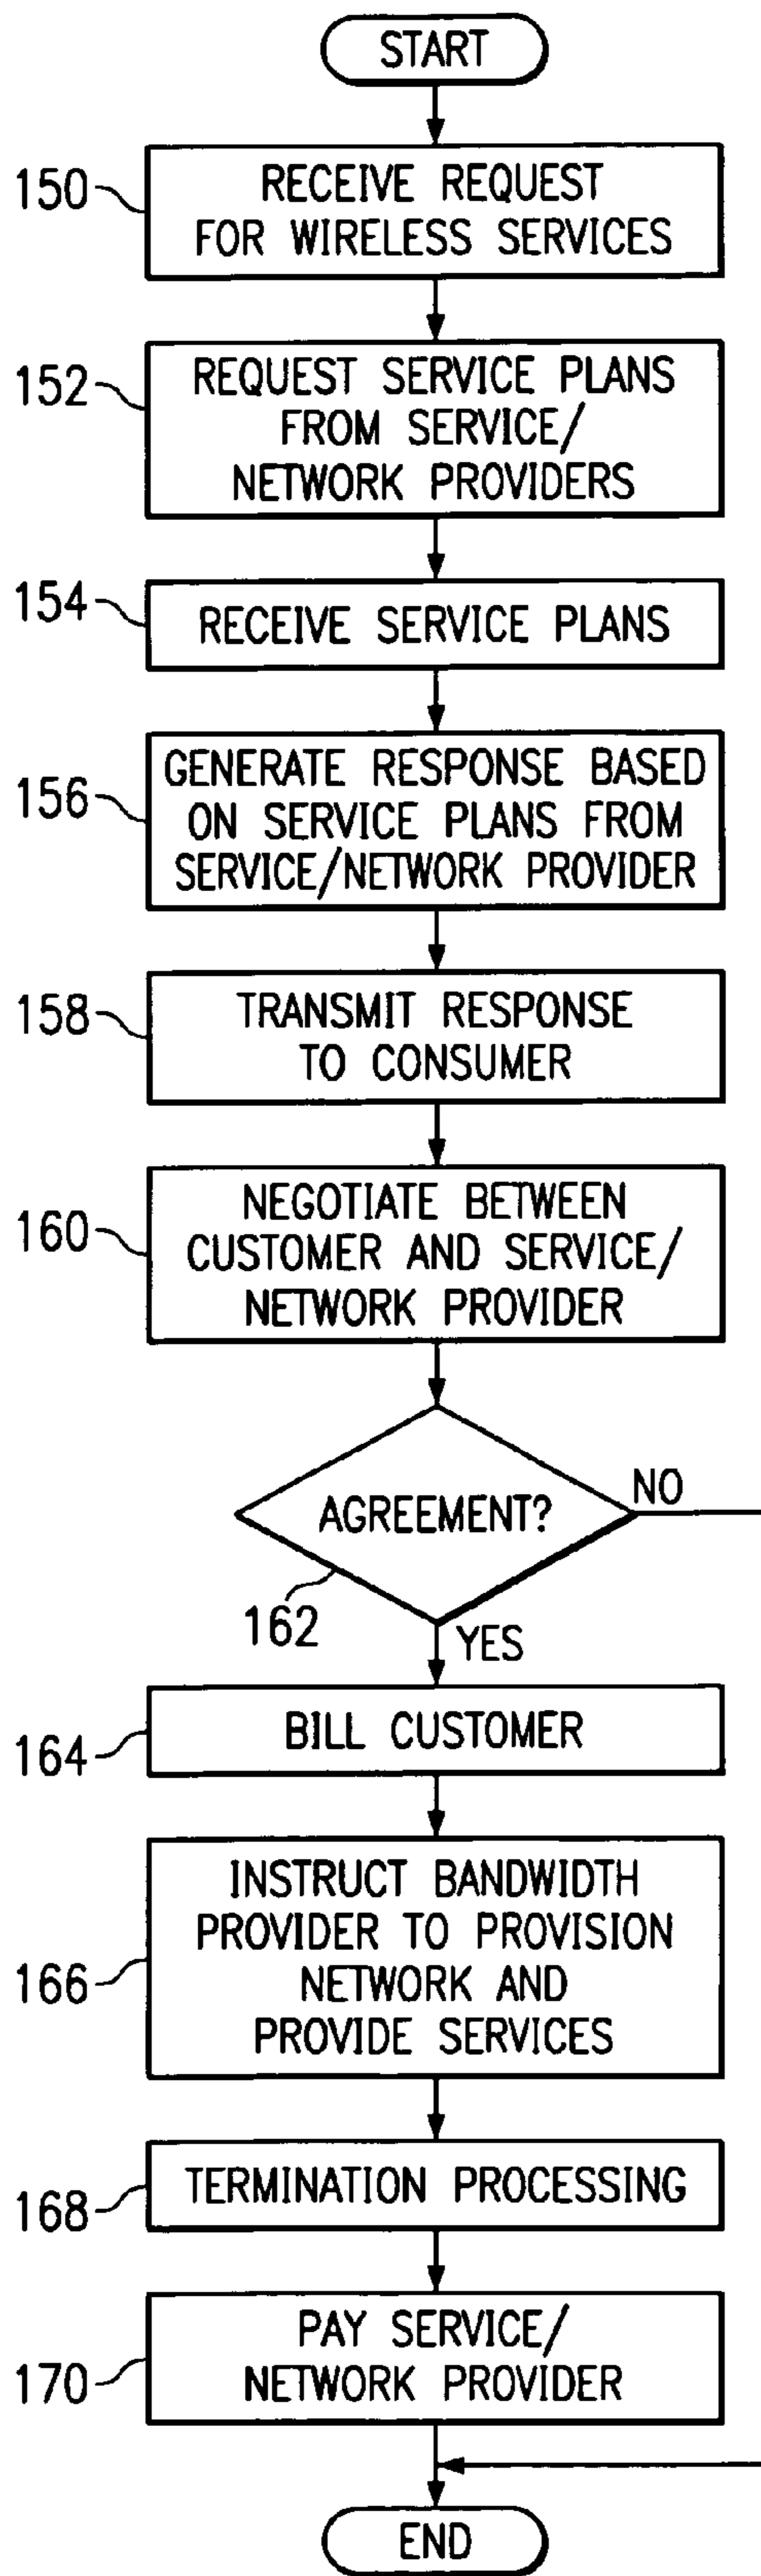 START
150
RECEIVE REQUEST
FOR WIRELESS SERVICES
152
REQUEST SERVICE PLANS
FROM SERVICE/
NETWORK PROVIDERS
154
RECEIVE SERVICE PLANS
156
GENERATE RESPONSE BASED
ON SERVICE PLANS FROM
SERVICE/NETWORK PROVIDER
158
TRANSMIT RESPONSE
TO CONSUMER
160
NEGOTIATE BETWEEN
CUSTOMER AND SERVICE/
NETWORK PROVIDER
AGREEMENT?
NO
162
YES
164
BILL CUSTOMER
166
INSTRUCT BANDWIDTH
PROVIDER TO PROVISION
NETWORK AND
PROVIDE SERVICES
168
TERMINATION PROCESSING
170
PAY SERVICE/
NETWORK PROVIDER
END